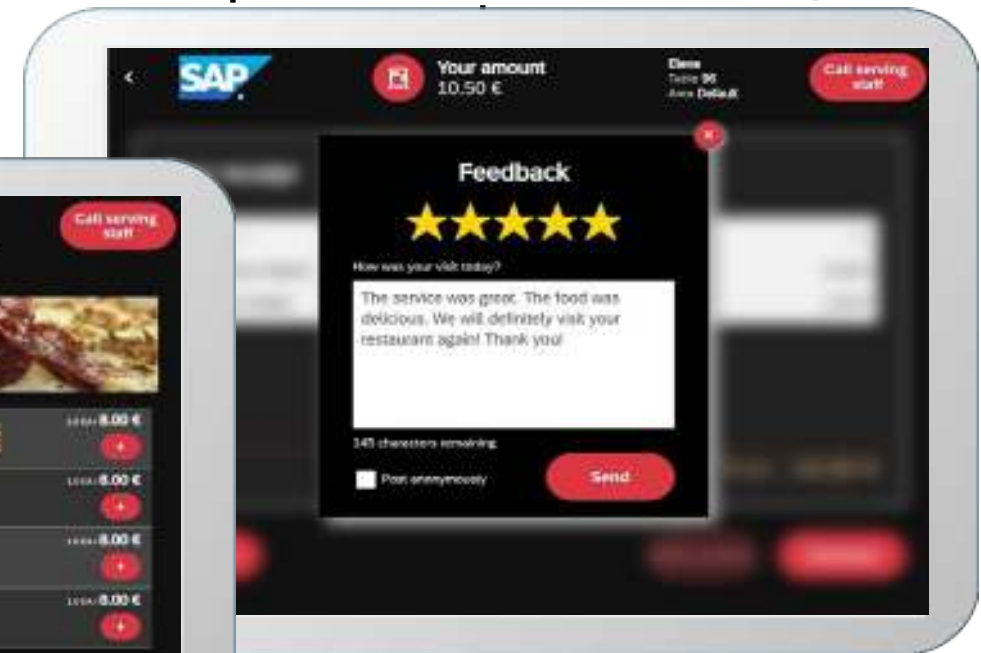 <
SAP
Your amount
10.50 €
Table 96
Area Default
Call serving
staff
×
Feedback
How was your visit today?
The service was great. The food was
delicious. We will definitely visit your
restaurant again! Thank you!
145 characters remaining
Post anonymously
Send
Call serving
staff
8.00 €
+
8.00 €
+
8.00 €
+
8.00 €
+